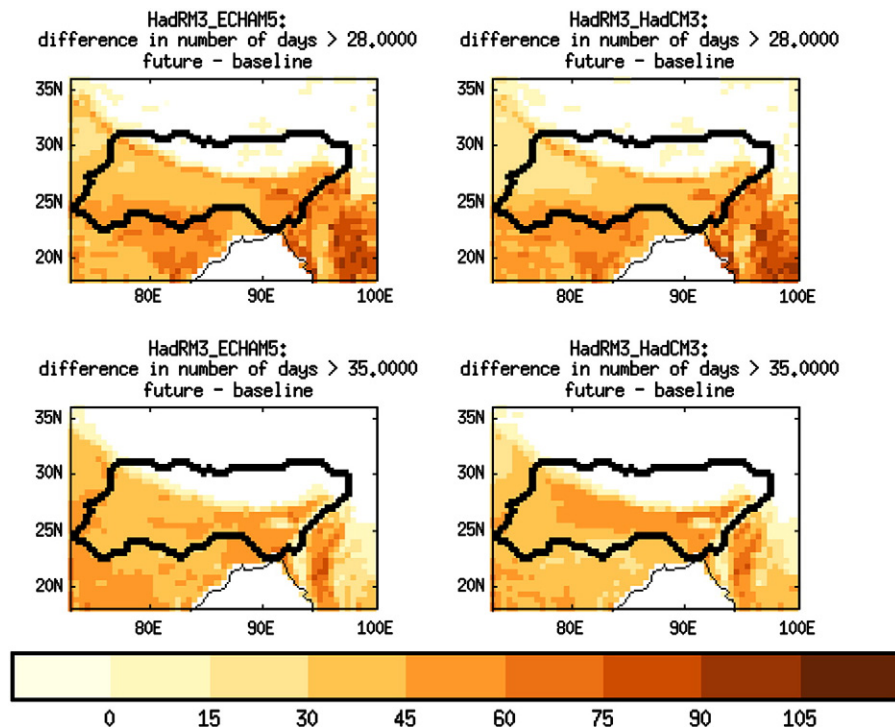 HadRM3_ECHAM5:
difference in number of days > 28.0000
future - baseline
35N
30N
25N
20N
80E 90E 100E
HadRM3_HadCM3:
difference in number of days > 28.0000
future - baseline
35N
30N
25N
20N
80E 90E 100E
HadRM3_ECHAM5:
difference in number of days > 35.0000
future - baseline
35N
30N
25N
20N
80E 90E 100E
HadRM3_HadCM3:
difference in number of days > 35.0000
future - baseline
35N
30N
25N
20N
80E 90E 100E
0 15 30 45 60 75 90 105